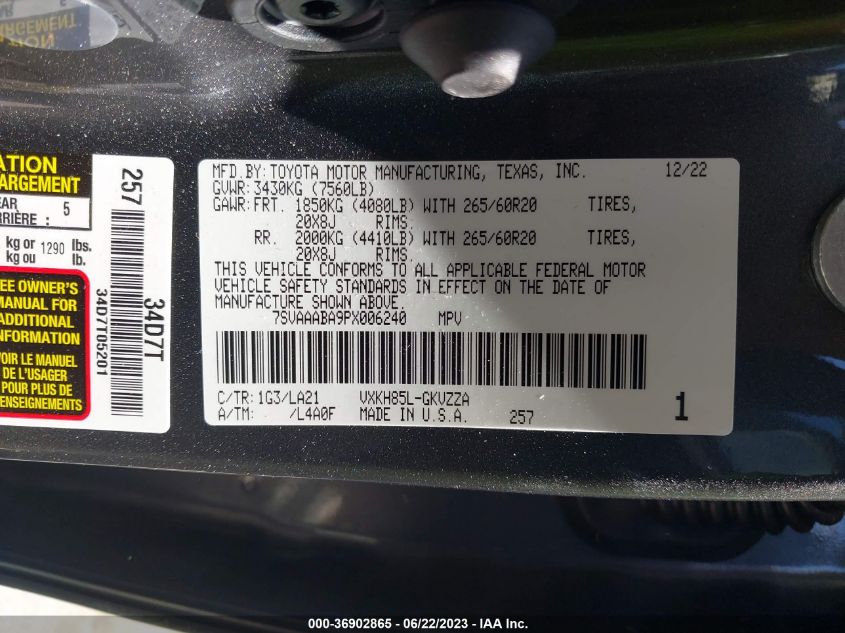 ATION
ARGEMENT
EAR 5
RRIÈRE :
kg or 1290 lbs.
kg ou lb.
EE OWNER'S
MANUAL FOR
ADDITIONAL
INFORMATION
OIR LE MANUEL
DE L'USAGER
POUR PLUS DE
RENSEIGNEMENTS
257
34D7T05201
34D7T
MFD.BY:TOYOTA MOTOR MANUFACTURING, TEXAS, INC. 12/22
GVWR:3430KG (7560LB)
GAWR:FRT. 1850KG (4080LB) WITH 265/60R20 TIRES,
20X8J RIMS.
RR. 2000KG (4410LB) WITH 265/60R20 TIRES,
20X8J RIMS.
THIS VEHICLE CONFORMS TO ALL APPLICABLE FEDERAL MOTOR
VEHICLE SAFETY STANDARDS IN EFFECT ON THE DATE OF
MANUFACTURE SHOWN ABOVE.
7SVAAABA9PX006240 MPV
C/TR:1G3/LA21 VXKH85L-GKVZZA
A/TM: /L4A0F MADE IN U.S.A. 257
1
000-36902865 - 06/22/2023 - IAA Inc.